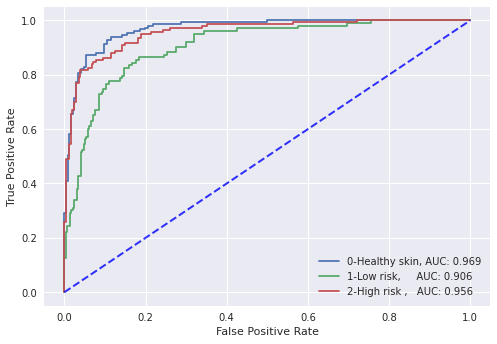 1.0
0.8
0.6
0.4
0.2
0.0
True Positive Rate
0-Healthy skin, AUC: 0.969
1-Low risk,     AUC: 0.906
2-High risk ,   AUC: 0.956
0.0 0.2 0.4 0.6 0.8 1.0
False Positive Rate